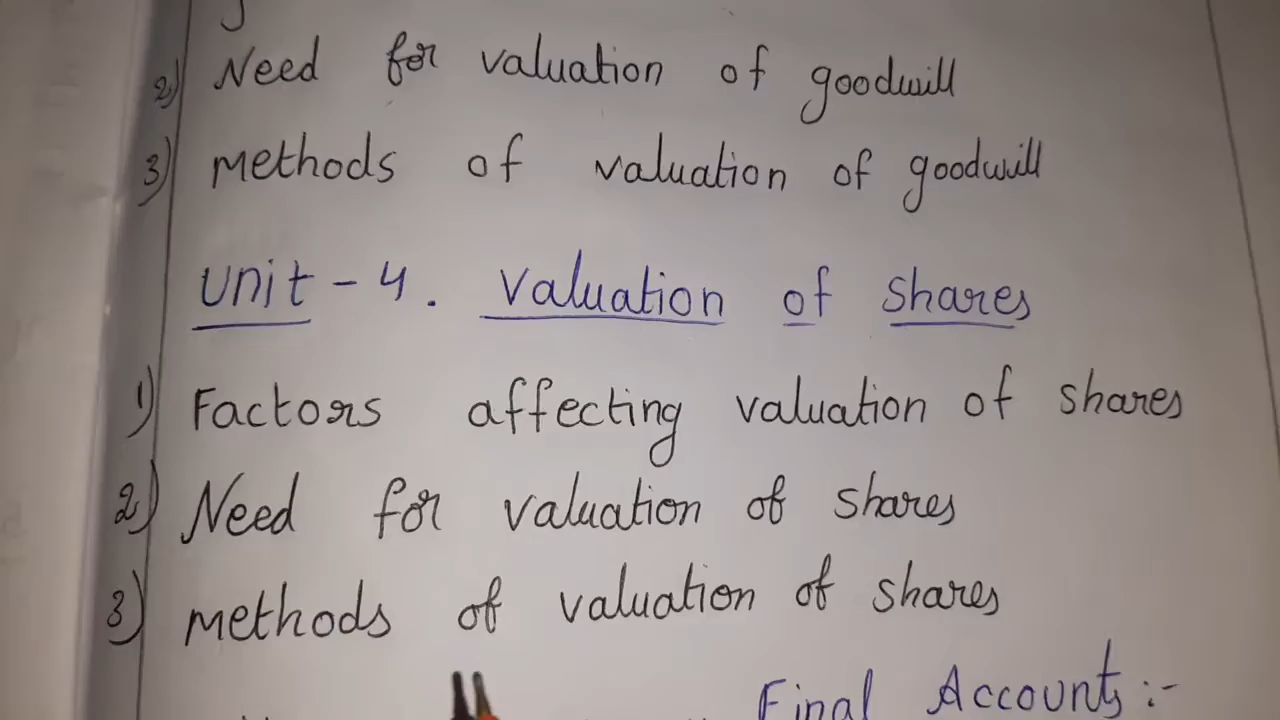 2) Need for valuation of goodwill
3) methods of valuation of goodwill
Unit - 4. Valuation of shares
1) Factors affecting valuation of shares
2) Need for valuation of shares
3) methods of valuation of shares
Final Accounts :-